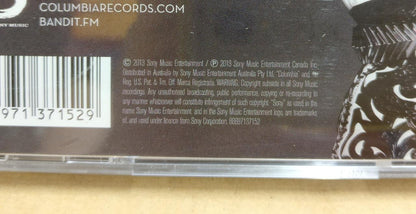 COLUMBIARECORDS.COM
BANDIT.FM
SONY MUSIC
© 2013 Sony Music Entertainment / ℗ 2013 Sony Music Entertainment Canada Inc.
Distributed in Australia by Sony Music Entertainment Australia Pty Ltd. "Columbia" and
Reg. U.S. Pat. & Tm. Off. Marca Registrada. WARNING: Copyright subsists in all Sony Music
recordings. Any unauthorised broadcasting, public performance, copying or re-recording in
any manner whatsoever will constitute infringement of such copyright. "Sony" is used in the
name Sony Music Entertainment, and in the Sony Music Entertainment logo, are trademarks
of, and used under licence from Sony Corporation. 88697137152
971 371529